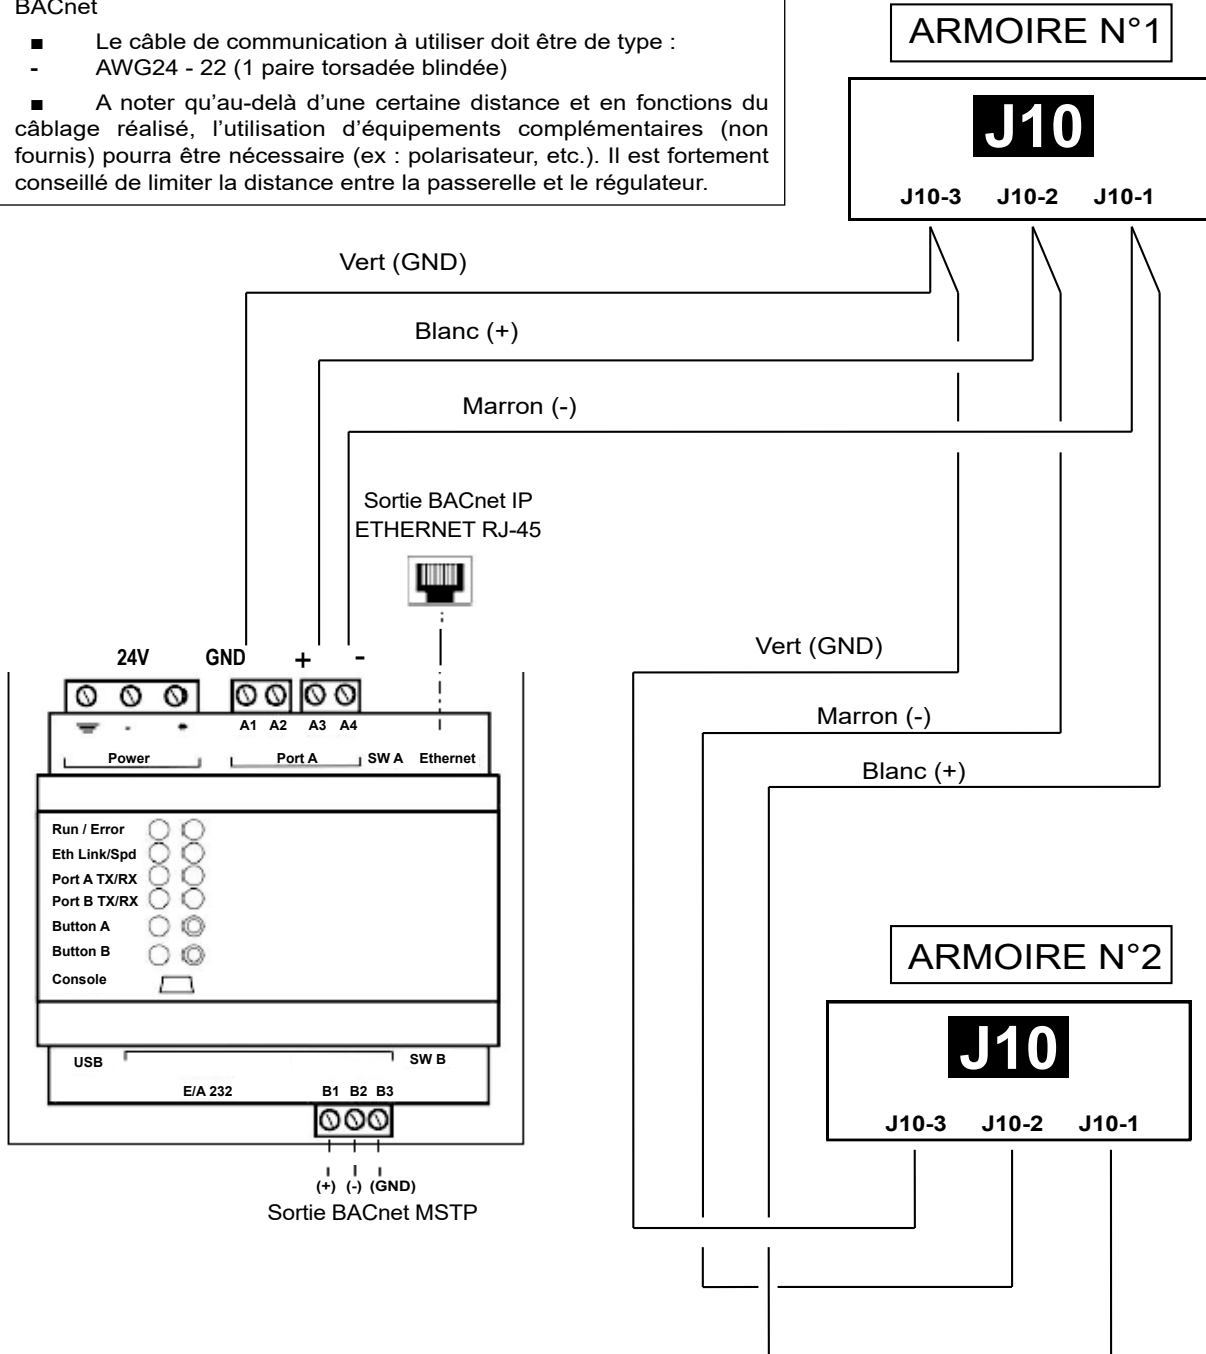 BACnet
■ Le câble de communication à utiliser doit être de type :
- AWG24 - 22 (1 paire torsadée blindée)
■ A noter qu’au-delà d’une certaine distance et en fonctions du
câblage réalisé, l’utilisation d’équipements complémentaires (non
fournis) pourra être nécessaire (ex : polarisateur, etc.). Il est fortement
conseillé de limiter la distance entre la passerelle et le régulateur.
ARMOIRE N°1
J10
J10-3 J10-2 J10-1
Vert (GND)
Blanc (+)
Marron (-)
Sortie BACnet IP
ETHERNET RJ-45
24V GND + -
A1 A2 A3 A4
Power Port A SW A Ethernet
Run / Error
Eth Link/Spd
Port A TX/RX
Port B TX/RX
Button A
Button B
Console
USB SW B
E/A 232 B1 B2 B3
(+) (-) (GND)
Sortie BACnet MSTP
Vert (GND)
Marron (-)
Blanc (+)
ARMOIRE N°2
J10
J10-3 J10-2 J10-1